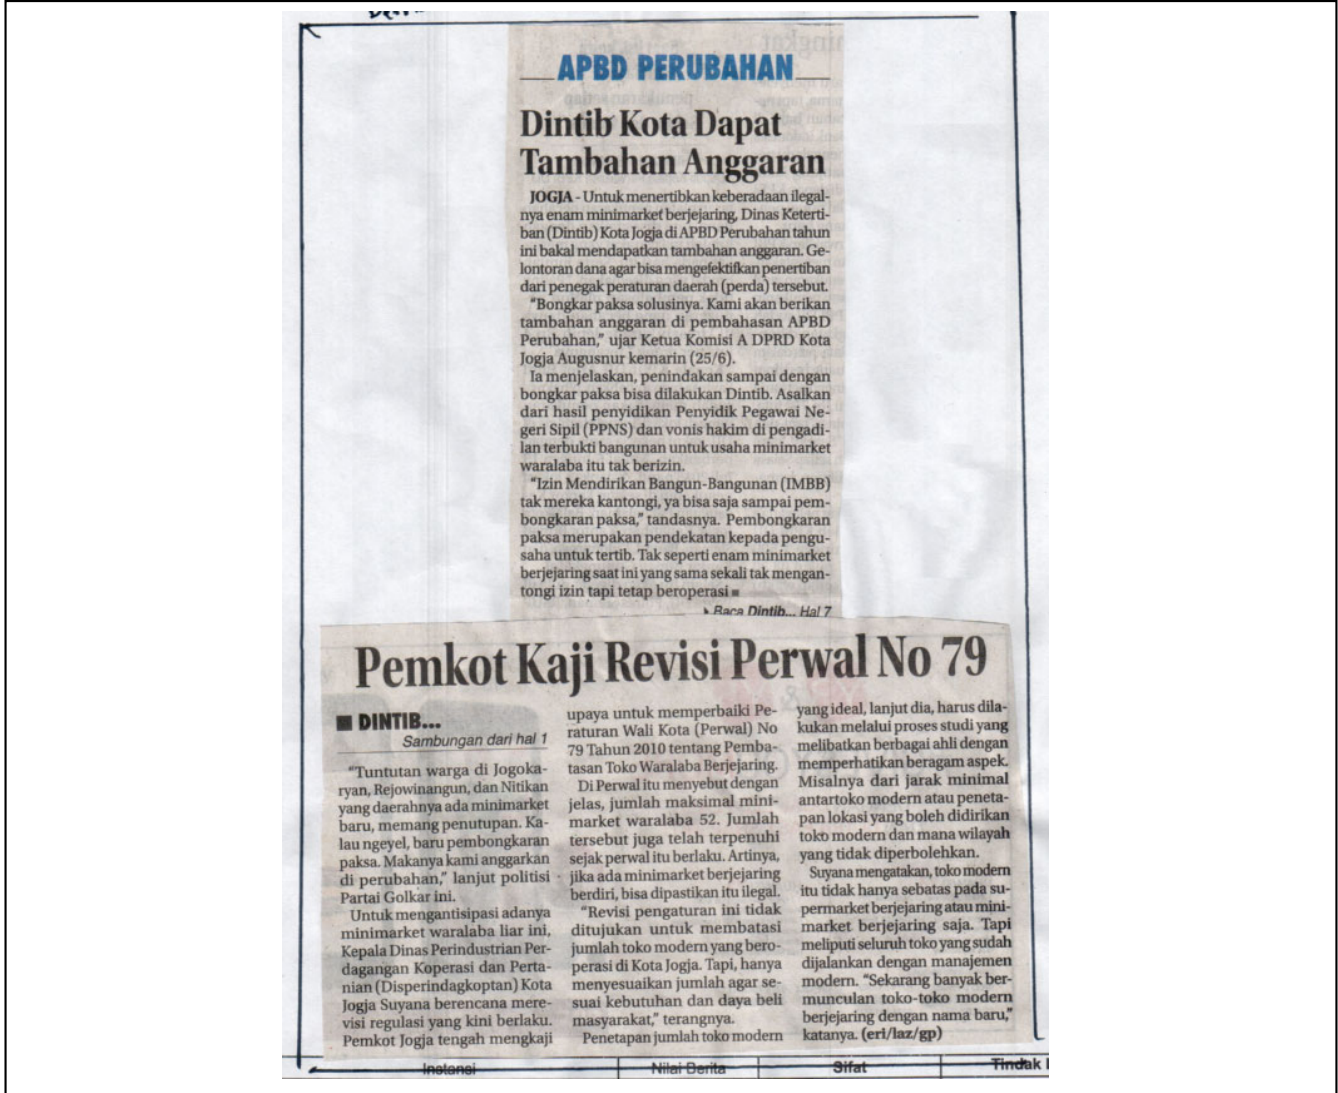 APBD PERUBAHAN
Dintib Kota Dapat
Tambahan Anggaran
JOGJA - Untuk menertibkan keberadaan ilegal-
nya enam minimarket berjejaring, Dinas Keterti-
ban (Dintib) Kota Jogja di APBD Perubahan tahun
ini bakal mendapatkan tambahan anggaran. Ge-
lontoran dana agar bisa mengefektifkan penertiban
dari penegak peraturan daerah (perda) tersebut.
"Bongkar paksa solusinya. Kami akan berikan
tambahan anggaran di pembahasan APBD
Perubahan," ujar Ketua Komisi A DPRD Kota
Jogja Augusnur kemarin (25/6).
Ia menjelaskan, penindakan sampai dengan
bongkar paksa bisa dilakukan Dintib. Asalkan
dari hasil penyidikan Penyidik Pegawai Ne-
geri Sipil (PPNS) dan vonis hakim di pengadi-
lan terbukti bangunan untuk usaha minimarket
waralaba itu tak berizin.
"Izin Mendirikan Bangun-Bangunan (IMBB)
tak mereka kantongi, ya bisa saja sampai pem-
bongkaran paksa," tandasnya. Pembongkaran
paksa merupakan pendekatan kepada pengu-
saha untuk tertib. Tak seperti enam minimarket
berjejaring saat ini yang sama sekali tak mengan-
tongi izin tapi tetap beroperasi ■
Baca Dintib... Hal 7
Pemkot Kaji Revisi Perwal No 79
■ DINTIB...
Sambungan dari hal 1
"Tuntutan warga di Jogoka-
ryan, Rejowinangun, dan Nitikan
yang daerahnya ada minimarket
baru, memang penutupan. Ka-
lau ngeyel, baru pembongkaran
paksa. Makanya kami anggarkan
di perubahan," lanjut politisi
Partai Golkar ini.
Untuk mengantisipasi adanya
minimarket waralaba liar ini,
Kepala Dinas Perindustrian Per-
dagangan Koperasi dan Perta-
nian (Disperindagkoptan) Kota
Jogja Suyana berencana mere-
visi regulasi yang kini berlaku.
Pemkot Jogja tengah mengkaji
upaya untuk memperbaiki Pe-
raturan Wali Kota (Perwal) No
79 Tahun 2010 tentang Pemba-
tasan Toko Waralaba Berjejaring.
Di Perwal itu menyebut dengan
jelas, jumlah maksimal mini-
market waralaba 52. Jumlah
tersebut juga telah terpenuhi
sejak perwal itu berlaku. Artinya,
jika ada minimarket berjejaring
berdiri, bisa dipastikan itu ilegal.
"Revisi pengaturan ini tidak
ditujukan untuk membatasi
jumlah toko modern yang bero-
perasi di Kota Jogja. Tapi, hanya
menyesuaikan jumlah agar se-
suai kebutuhan dan daya beli
masyarakat," terangnya.
Penetapan jumlah toko modern
yang ideal, lanjut dia, harus dila-
kukan melalui proses studi yang
melibatkan berbagai ahli dengan
memperhatikan beragam aspek.
Misalnya dari jarak minimal
antartoko modern atau peneta-
pan lokasi yang boleh didirikan
toko modern dan mana wilayah
yang tidak diperbolehkan.
Suyana mengatakan, toko modern
itu tidak hanya sebatas pada su-
permarket berjejaring atau mini-
market berjejaring saja. Tapi
meliputi seluruh toko yang sudah
dijalankan dengan manajemen
modern. "Sekarang banyak ber-
munculan toko-toko modern
berjejaring dengan nama baru,"
katanya. (eri/laz/gp)
Instansi Nilai Berita Sifat Tindak